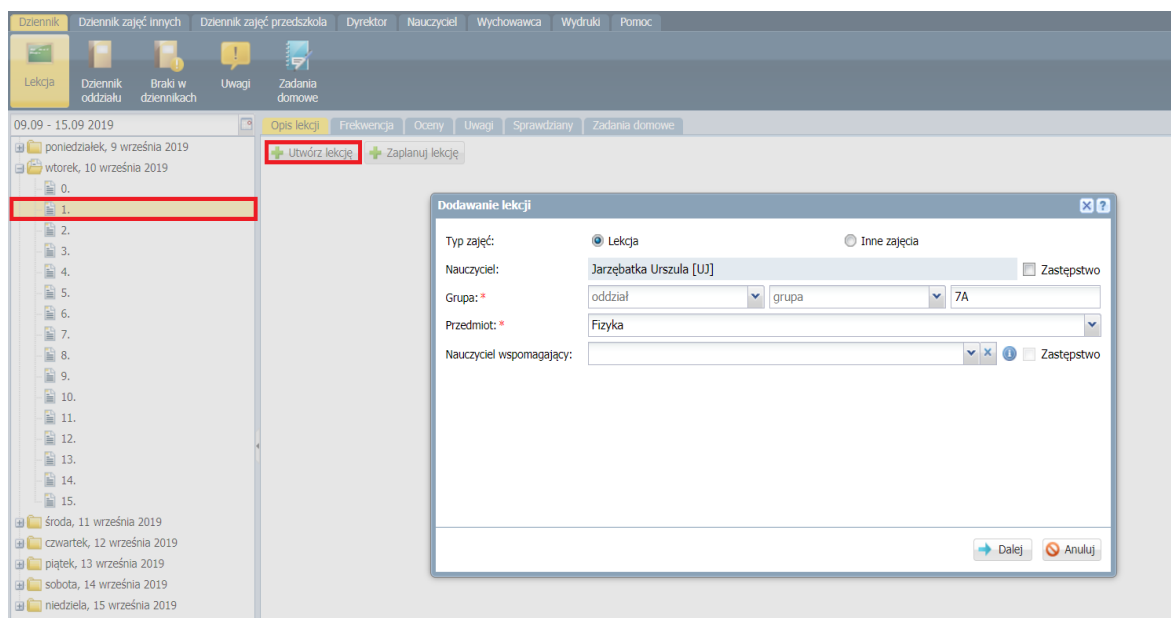 Dziennik Dziennik zajęć innych Dziennik zajęć przedszkola Dyrektor Nauczyciel Wychowawca Wydruki Pomoc
Lekcja Dziennik oddziału Braki w dziennikach Uwagi Zadania domowe
09.09 - 15.09 2019
Opis lekcji Frekwencja Oceny Uwagi Sprawdziany Zadania domowe
poniedziałek, 9 września 2019
Utwórz lekcję Zaplanuj lekcję
wtorek, 10 września 2019
0.
1.
2.
3.
4.
5.
6.
7.
8.
9.
10.
11.
12.
13.
14.
15.
środa, 11 września 2019
czwartek, 12 września 2019
piątek, 13 września 2019
sobota, 14 września 2019
niedziela, 15 września 2019
Dodawanie lekcji
Typ zajęć: Lekcja Inne zajęcia
Nauczyciel: Jarzębatka Urszula [UJ] Zastępstwo
Grupa: * oddział grupa 7A
Przedmiot: * Fizyka
Nauczyciel wspomagający: Zastępstwo
Dalej Anuluj